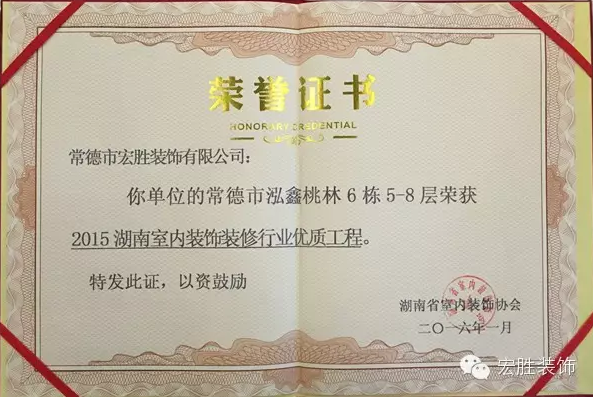 荣誉证书
HONORARY CREDENTIAL
常德市宏胜装饰有限公司：
你单位的常德市泓鑫桃林6栋5-8层荣获
2015湖南室内装饰装修行业优质工程。
特发此证，以资鼓励
湖南省室内装饰协会
二〇一六年一月
宏胜装饰